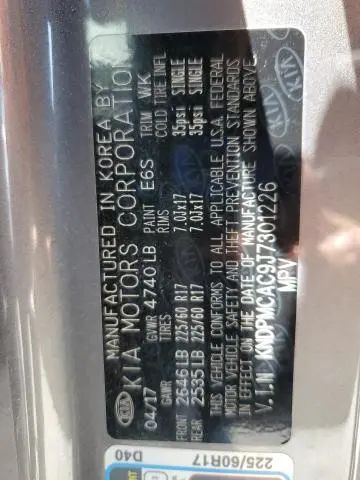 MANUFACTURED IN KOREA BY
KIA KIA MOTORS CORPORATION
04/17 GVWR 4740LB PAINT E6S TRIM WK
GAWR TIRES RIMS COLD TIRE INFL
FRONT 2646LB 225/60 R17 7.0Jx17 35psi SINGLE
REAR 2535LB 225/60 R17 7.0Jx17 35psi SINGLE
THIS VEHICLE CONFORMS TO ALL APPLICABLE U.S.A. FEDERAL
MOTOR VEHICLE SAFETY AND THEFT PREVENTION STANDARDS
IN EFFECT ON THE DATE OF MANUFACTURE SHOWN ABOVE.
V.I.N KNDPMCAC9J7301226
MPV
D40
225/60R17